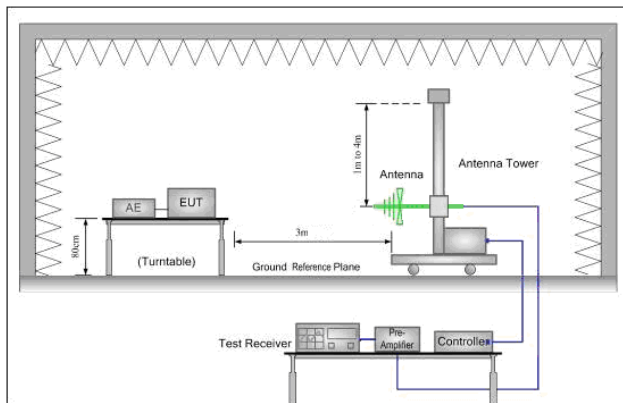 1m to 4m
Antenna
Antenna Tower
AE
EUT
80cm
(Turntable)
3m
Ground Reference Plane
Test Receiver
Pre-
Amplifier
Controller